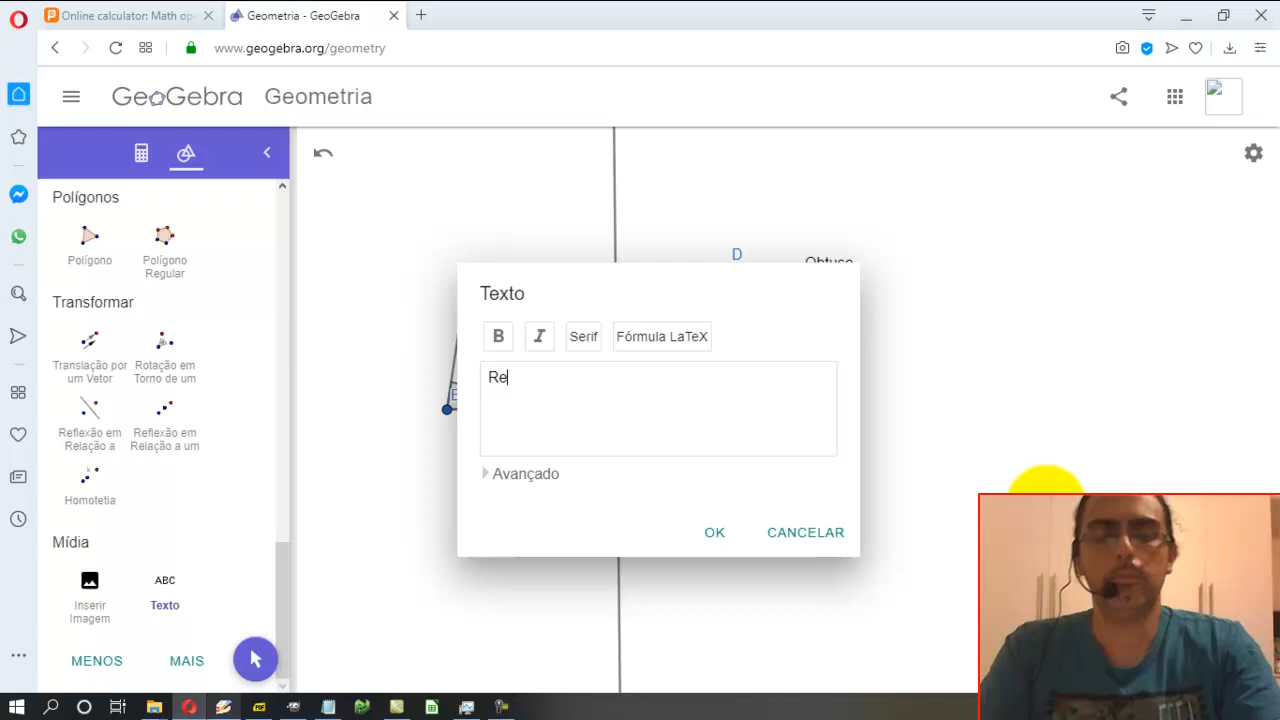 Online calculator: Math op
Geometria - GeoGebra
www.geogebra.org/geometry
GeoGebra
Geometria
Polígonos
Polígono
Polígono
Regular
Transformar
Translação por
um Vetor
Rotação em
Torno de um
Reflexão em
Relação a
Reflexão em
Relação a um
Homotetia
Mídia
Inserir
Imagem
ABC
Texto
MENOS
MAIS
D
Obtuso
E
Texto
B
I
Serif
Fórmula LaTeX
Re
Avançado
OK
CANCELAR